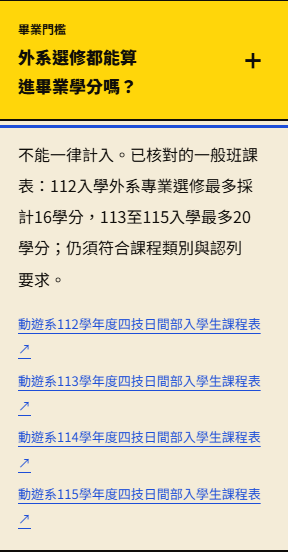 畢業門檻
外系選修都能算
進畢業學分嗎？
+
不能一律計入。已核對的一般班課
表：112入學外系專業選修最多採
計16學分，113至115入學最多20
學分；仍須符合課程類別與認列
要求。
動遊系112學年度四技日間部入學生課程表
↗
動遊系113學年度四技日間部入學生課程表
↗
動遊系114學年度四技日間部入學生課程表
↗
動遊系115學年度四技日間部入學生課程表
↗